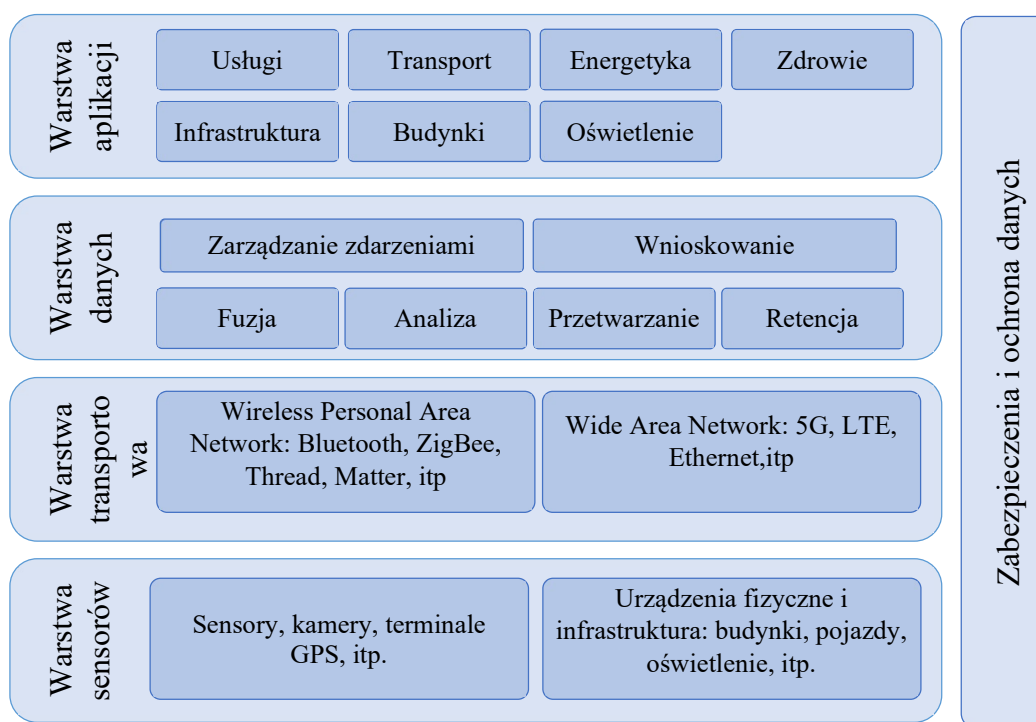 Warstwa
aplikacji
Usługi
Transport
Energetyka
Zdrowie
Infrastruktura
Budynki
Oświetlenie
Warstwa
danych
Zarządzanie zdarzeniami
Wnioskowanie
Fuzja
Analiza
Przetwarzanie
Retencja
Warstwa
transporto
wa
Wireless Personal Area
Network: Bluetooth, ZigBee,
Thread, Matter, itp
Wide Area Network: 5G, LTE,
Ethernet,itp
Warstwa
sensorów
Sensory, kamery, terminale
GPS, itp.
Urządzenia fizyczne i
infrastruktura: budynki, pojazdy,
oświetlenie, itp.
Zabezpieczenia i ochrona danych